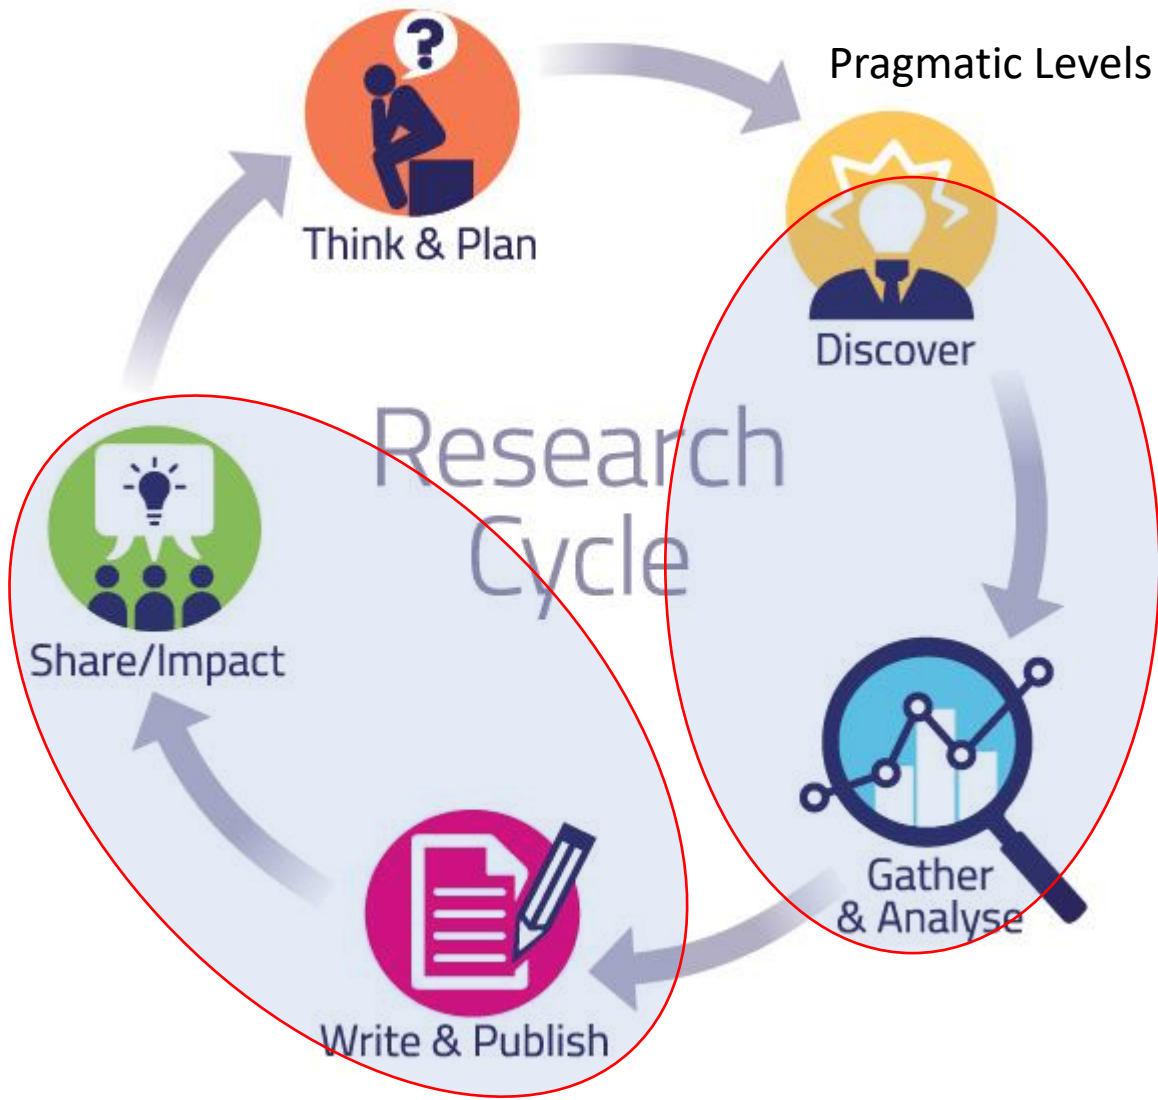 Pragmatic Levels
?
Think & Plan
Discover
Research
Cycle
Gather
& Analyse
Write & Publish
Share/Impact